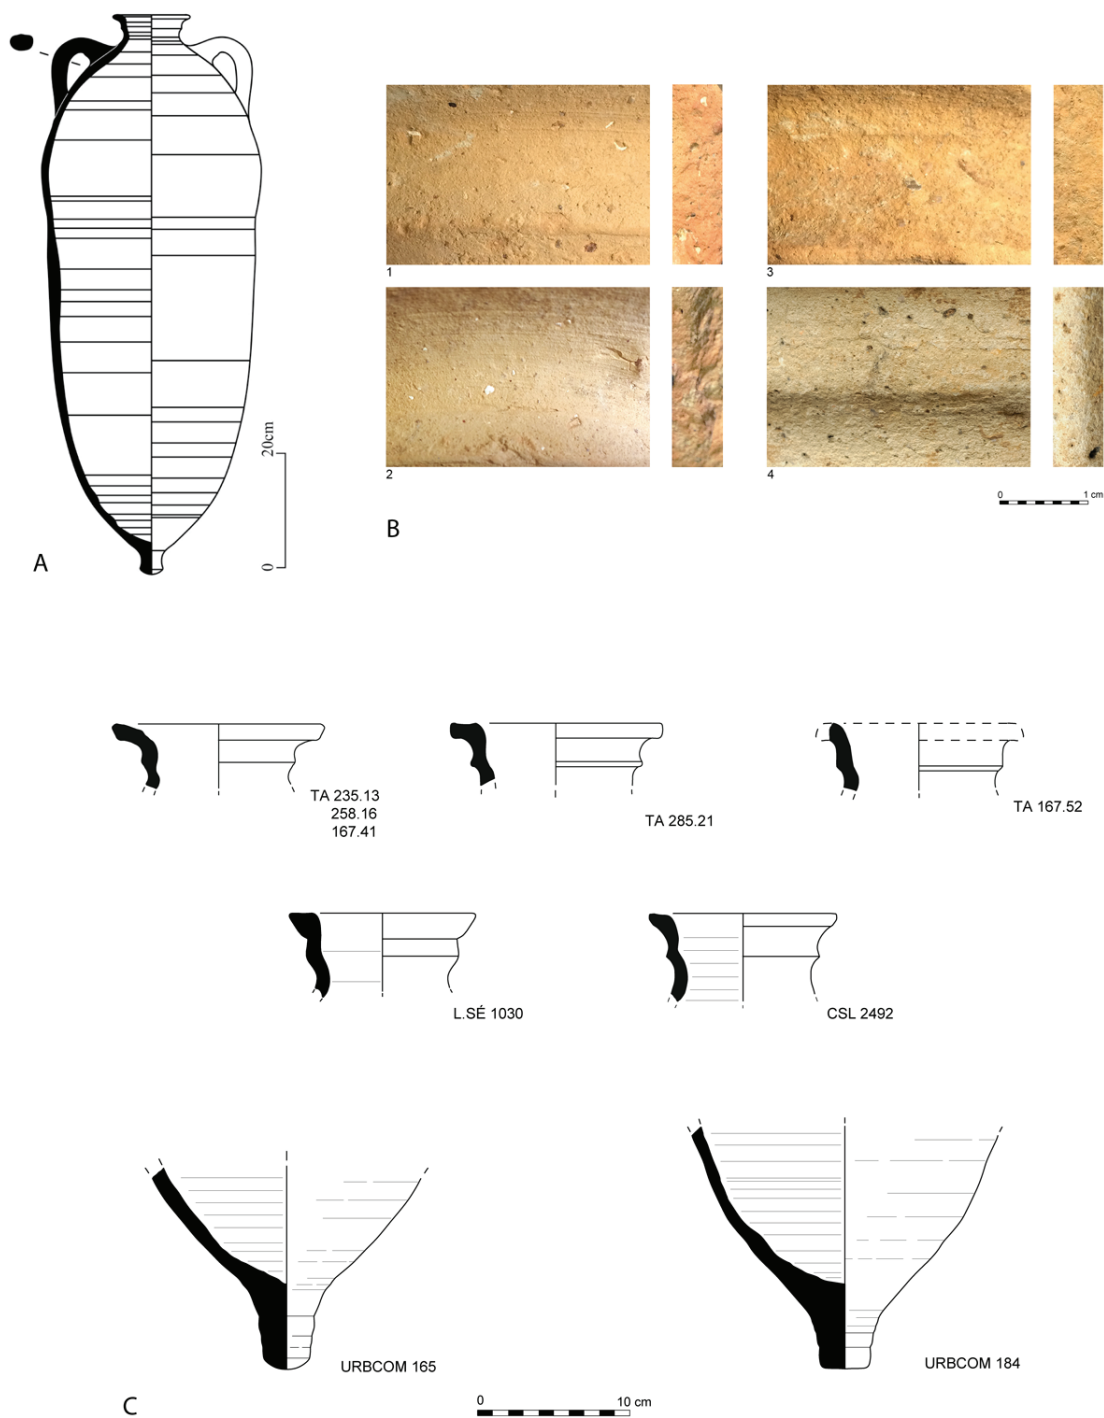 20cm
0
A
1
3
2
4
0 1 cm
B
TA 235.13
258.16
167.41
TA 285.21
TA 167.52
L.SÉ 1030
CSL 2492
URBCOM 165
URBCOM 184
C
0 10 cm